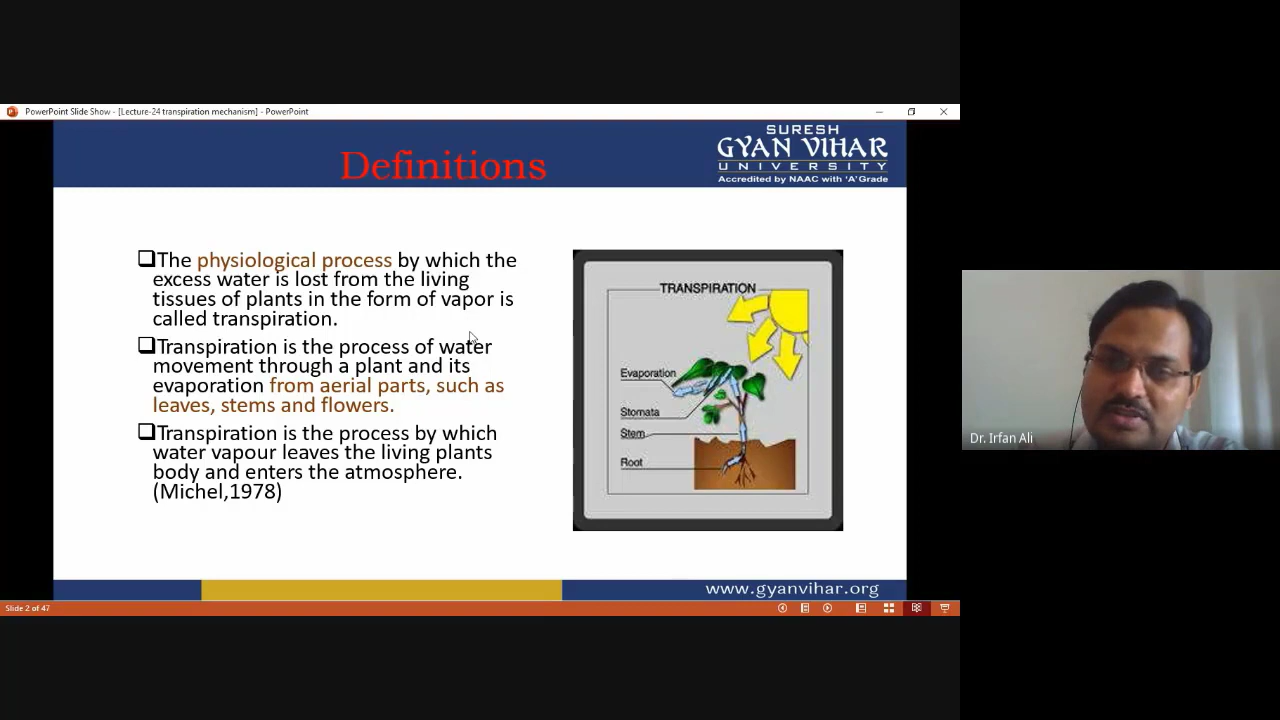 PowerPoint Slide Show - [Lecture-24 transpiration mechanism] - PowerPoint
SURESH
GYAN VIHAR
UNIVERSITY
Accredited by NAAC with 'A' Grade
Definitions
The physiological process by which the
excess water is lost from the living
tissues of plants in the form of vapor is
called transpiration.
Transpiration is the process of water
movement through a plant and its
evaporation from aerial parts, such as
leaves, stems and flowers.
Transpiration is the process by which
water vapour leaves the living plants
body and enters the atmosphere.
(Michel,1978)
TRANSPIRATION
Evaporation
Stomata
Stem
Root
Dr. Irfan Ali
www.gyanvihar.org
Slide 2 of 47